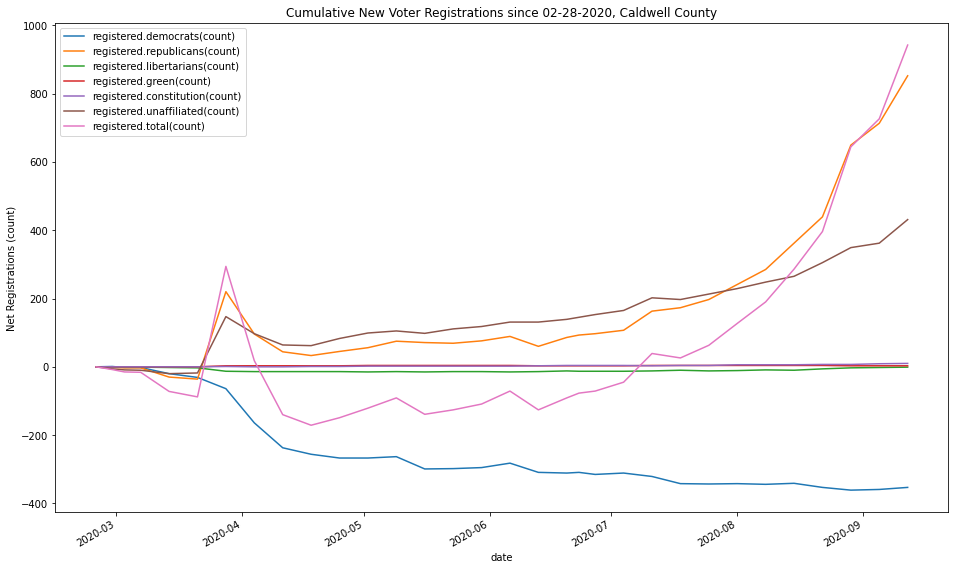 Cumulative New Voter Registrations since 02-28-2020, Caldwell County
registered.democrats(count)
registered.republicans(count)
registered.libertarians(count)
registered.green(count)
registered.constitution(count)
registered.unaffiliated(count)
registered.total(count)
Net Registrations (count)
1000
800
600
400
200
0
−200
−400
2020-03
2020-04
2020-05
2020-06
2020-07
2020-08
2020-09
date